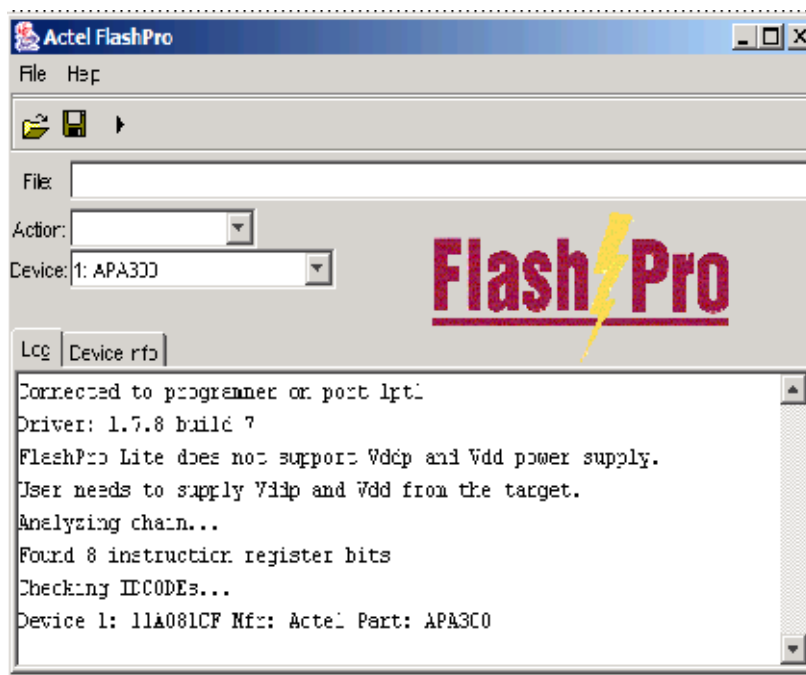 Actel FlashPro
File Help
File:
Action:
Device: 1: APA300
Flash Pro
Log Device Info
Connected to programmer on port lpt1
Driver: 1.7.8 build 7
FlashPro Lite does not support Vddp and Vdd power supply.
User needs to supply Vddp and Vdd from the target.
Analyzing chain...
Found 8 instruction register bits
Checking IDCODEs...
Device 1: 11A081CF Mfr: Actel Part: APA300